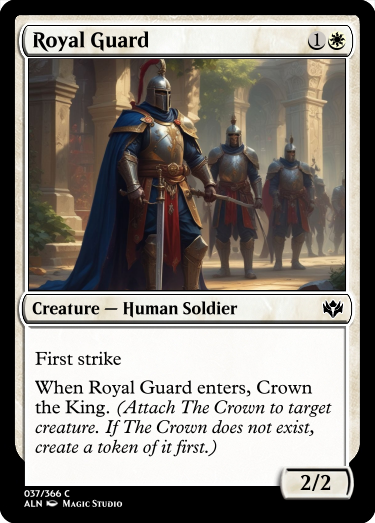 Royal Guard 1
Creature — Human Soldier
First strike
When Royal Guard enters, Crown
the King. (Attach The Crown to target
creature. If The Crown does not exist,
create a token of it first.)
2/2
037/366 C
ALN Magic Studio